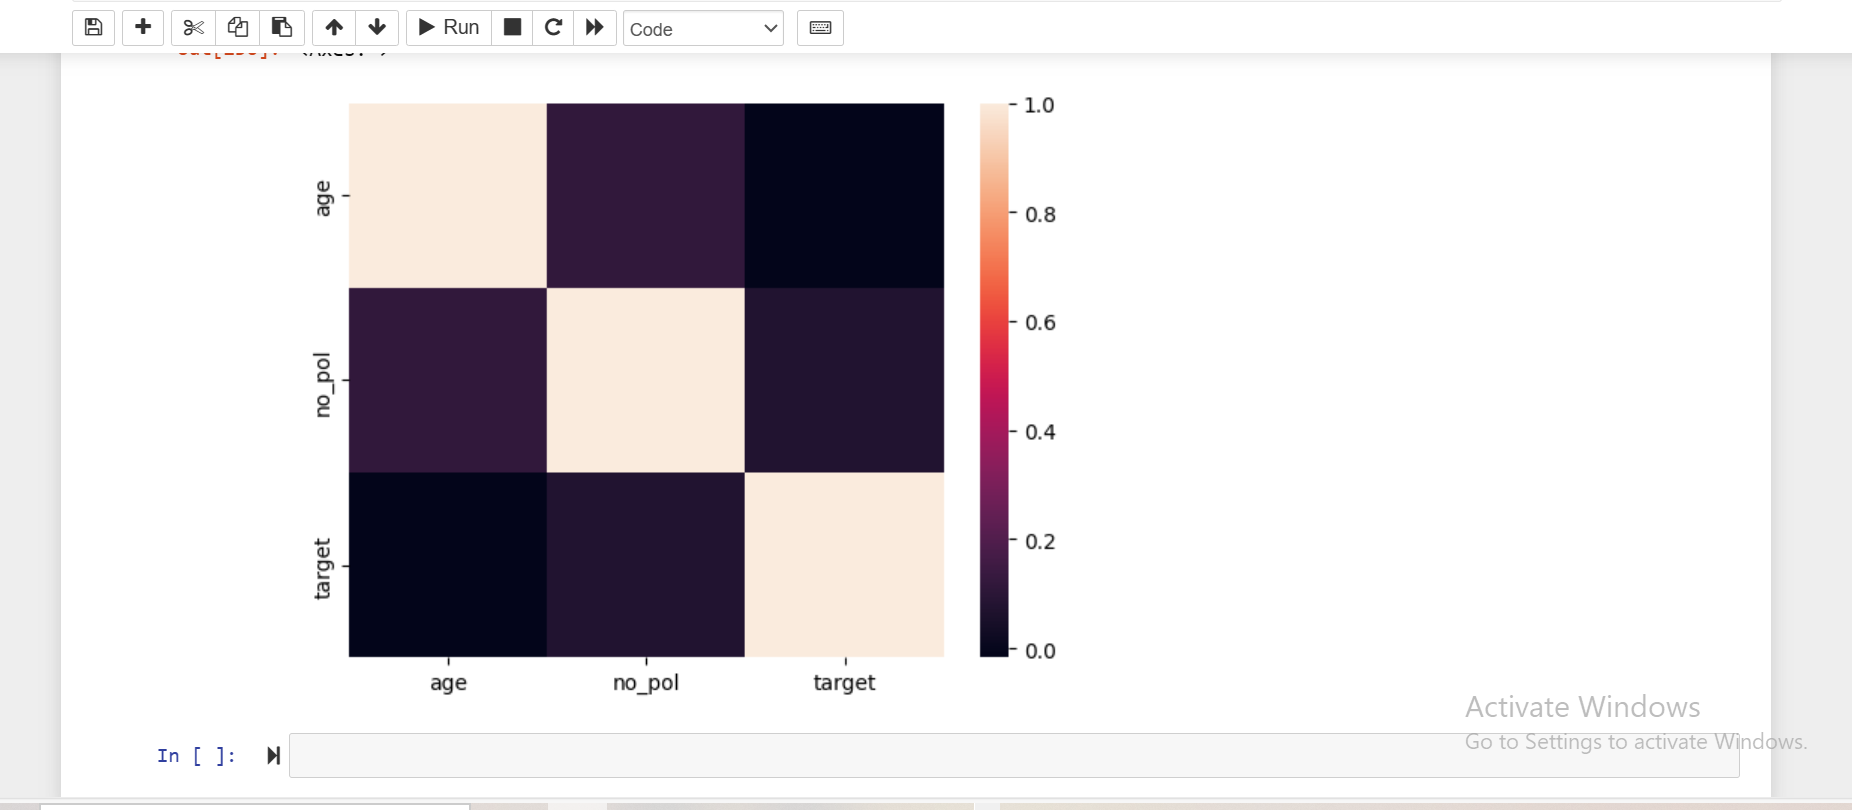 Run
Code
1.0
0.8
0.6
0.4
0.2
0.0
age
no_pol
target
age
no_pol
target
Activate Windows
Go to Settings to activate Windows.
In [ ]: